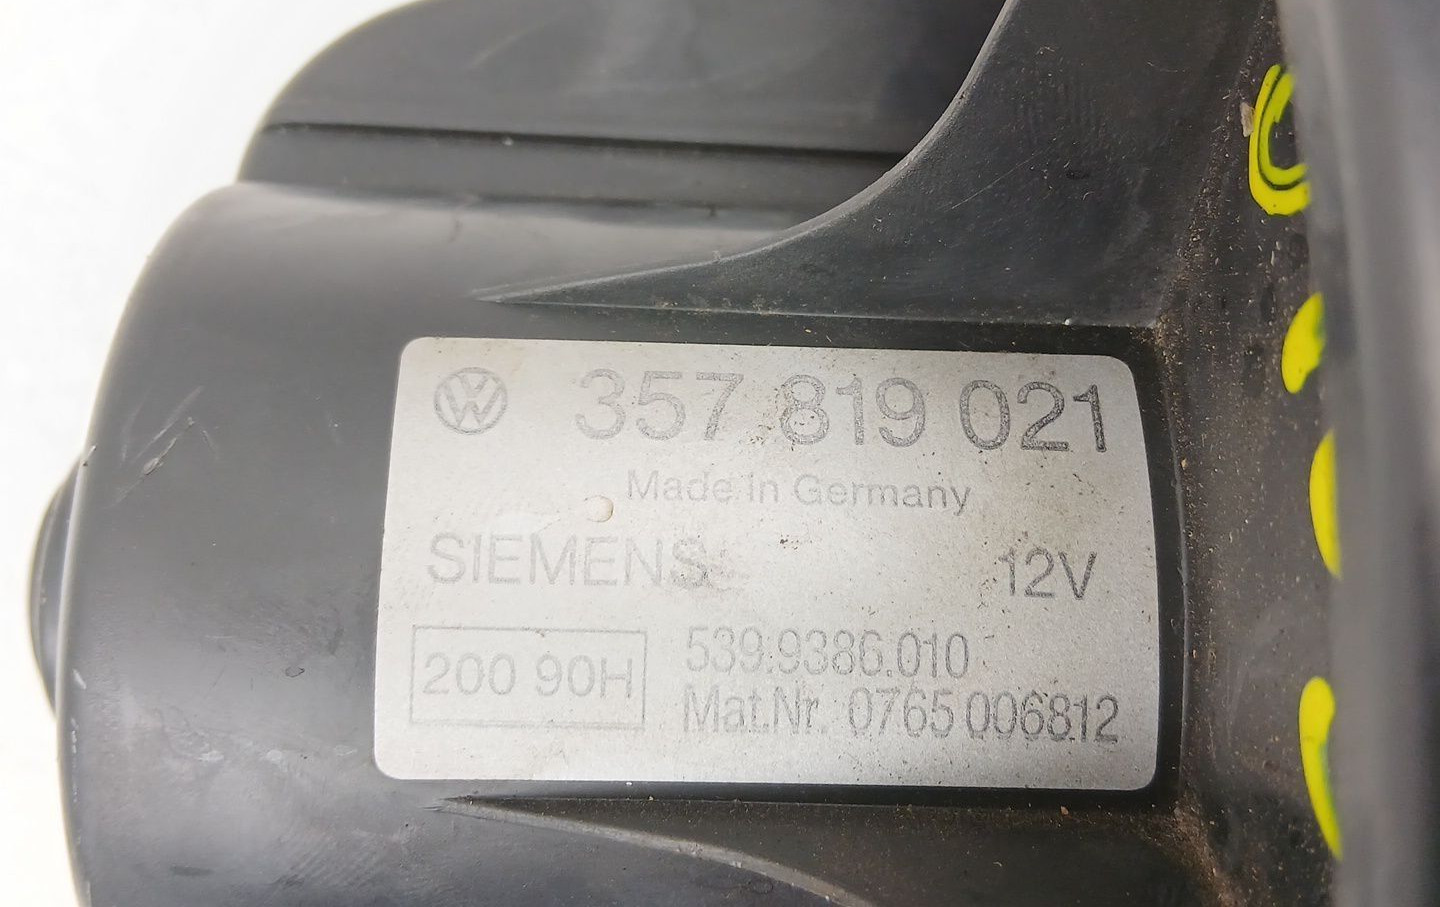 357 819 021
Made in Germany
SIEMENS 12V
200 90H
539.9386.010
Mat.Nr. 0765 006812